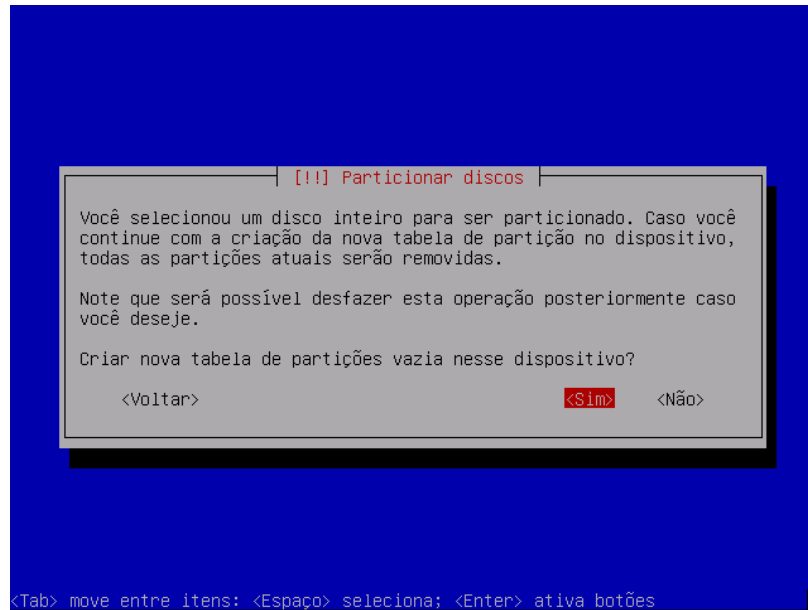 [!!] Particionar discos
Você selecionou um disco inteiro para ser particionado. Caso você
continue com a criação da nova tabela de partição no dispositivo,
todas as partições atuais serão removidas.
Note que será possível desfazer esta operação posteriormente caso
você deseje.
Criar nova tabela de partições vazia nesse dispositivo?
<Voltar> <Sim> <Não>
<Tab> move entre itens; <Espaço> seleciona; <Enter> ativa botões